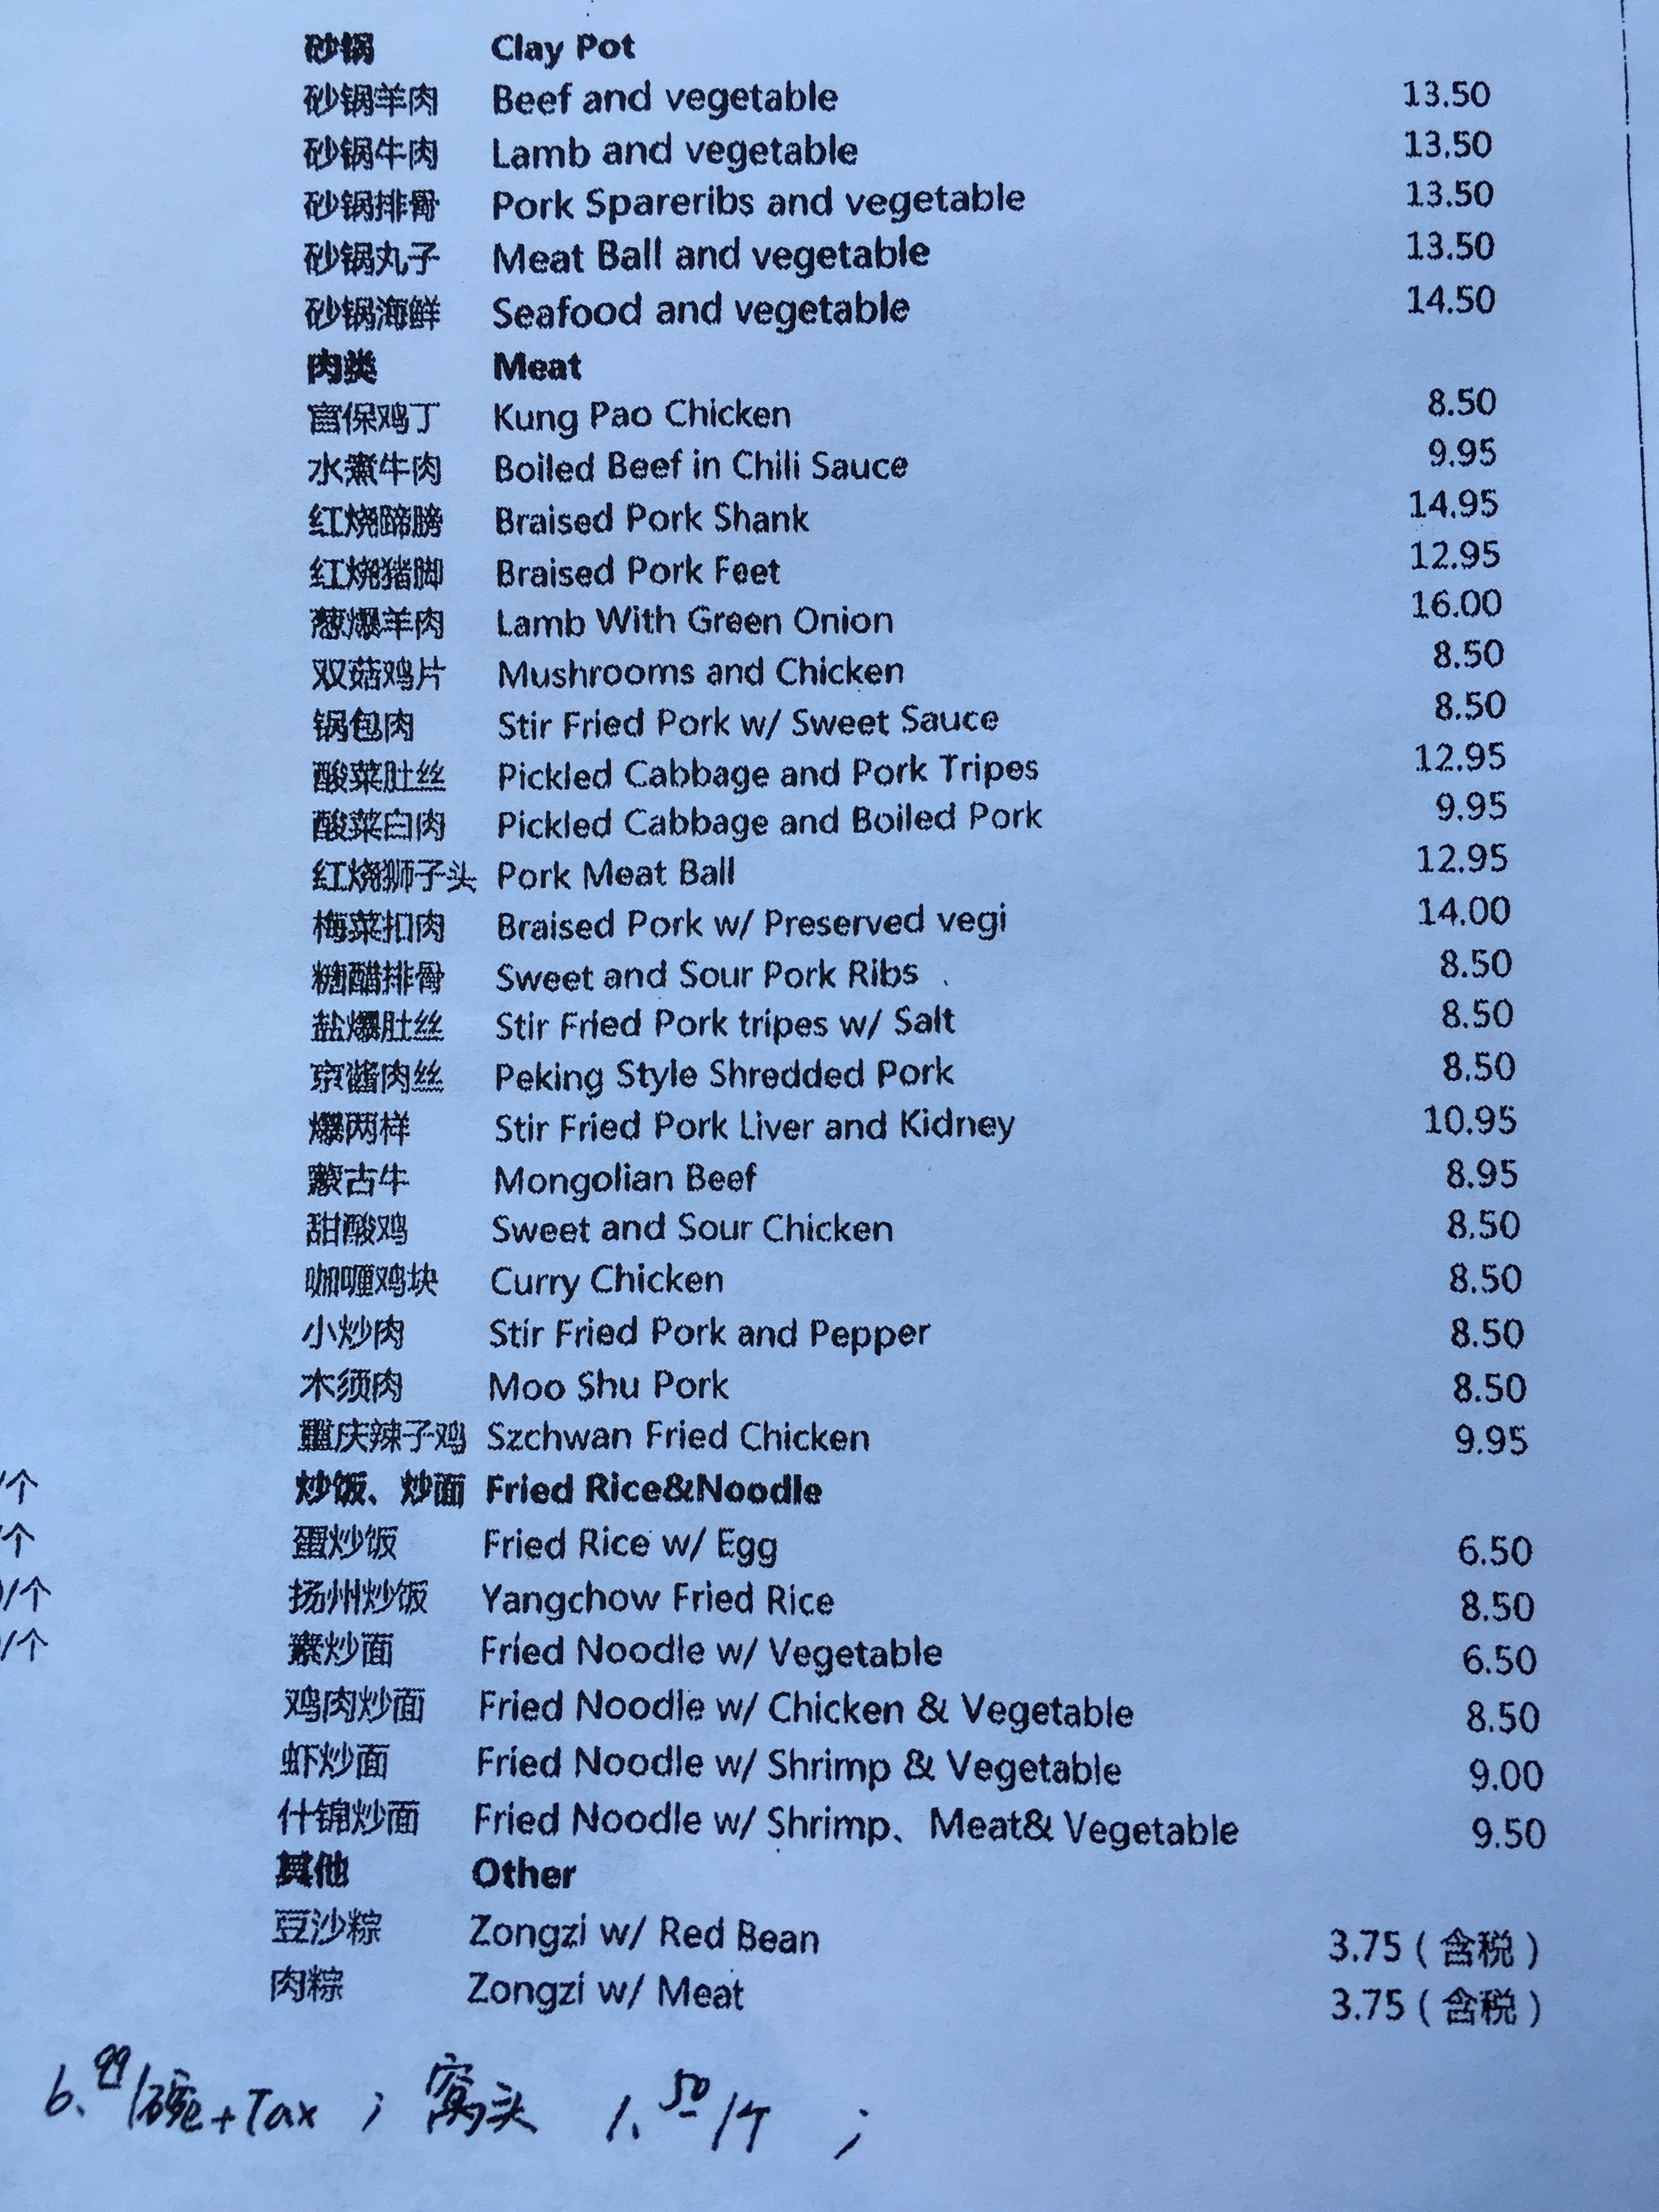 砂锅 Clay Pot
砂锅羊肉 Beef and vegetable 13.50
砂锅牛肉 Lamb and vegetable 13.50
砂锅排骨 Pork Spareribs and vegetable 13.50
砂锅丸子 Meat Ball and vegetable 13.50
砂锅海鲜 Seafood and vegetable 14.50
肉类 Meat
宫保鸡丁 Kung Pao Chicken 8.50
水煮牛肉 Boiled Beef in Chili Sauce 9.95
红烧蹄膀 Braised Pork Shank 14.95
红烧猪脚 Braised Pork Feet 12.95
葱爆羊肉 Lamb With Green Onion 16.00
双菇鸡片 Mushrooms and Chicken 8.50
锅包肉 Stir Fried Pork w/ Sweet Sauce 8.50
酸菜肚丝 Pickled Cabbage and Pork Tripes 12.95
酸菜白肉 Pickled Cabbage and Boiled Pork 9.95
红烧狮子头 Pork Meat Ball 12.95
梅菜扣肉 Braised Pork w/ Preserved vegi 14.00
糖醋排骨 Sweet and Sour Pork Ribs 8.50
盐爆肚丝 Stir Fried Pork tripes w/ Salt 8.50
京酱肉丝 Peking Style Shredded Pork 8.50
爆两样 Stir Fried Pork Liver and Kidney 10.95
蒙古牛 Mongolian Beef 8.95
甜酸鸡 Sweet and Sour Chicken 8.50
咖喱鸡块 Curry Chicken 8.50
小炒肉 Stir Fried Pork and Pepper 8.50
木须肉 Moo Shu Pork 8.50
重庆辣子鸡 Szchwan Fried Chicken 9.95
/个 炒饭、炒面 Fried Rice&Noodle
/个 蛋炒饭 Fried Rice w/ Egg 6.50
/个 扬州炒饭 Yangchow Fried Rice 8.50
/个 素炒面 Fried Noodle w/ Vegetable 6.50
鸡肉炒面 Fried Noodle w/ Chicken & Vegetable 8.50
虾炒面 Fried Noodle w/ Shrimp & Vegetable 9.00
什锦炒面 Fried Noodle w/ Shrimp、Meat& Vegetable 9.50
其他 Other
豆沙粽 Zongzi w/ Red Bean 3.75（含税）
肉粽 Zongzi w/ Meat 3.75（含税）
6.99/碗+Tax ; 窝头 1.50/个 ;